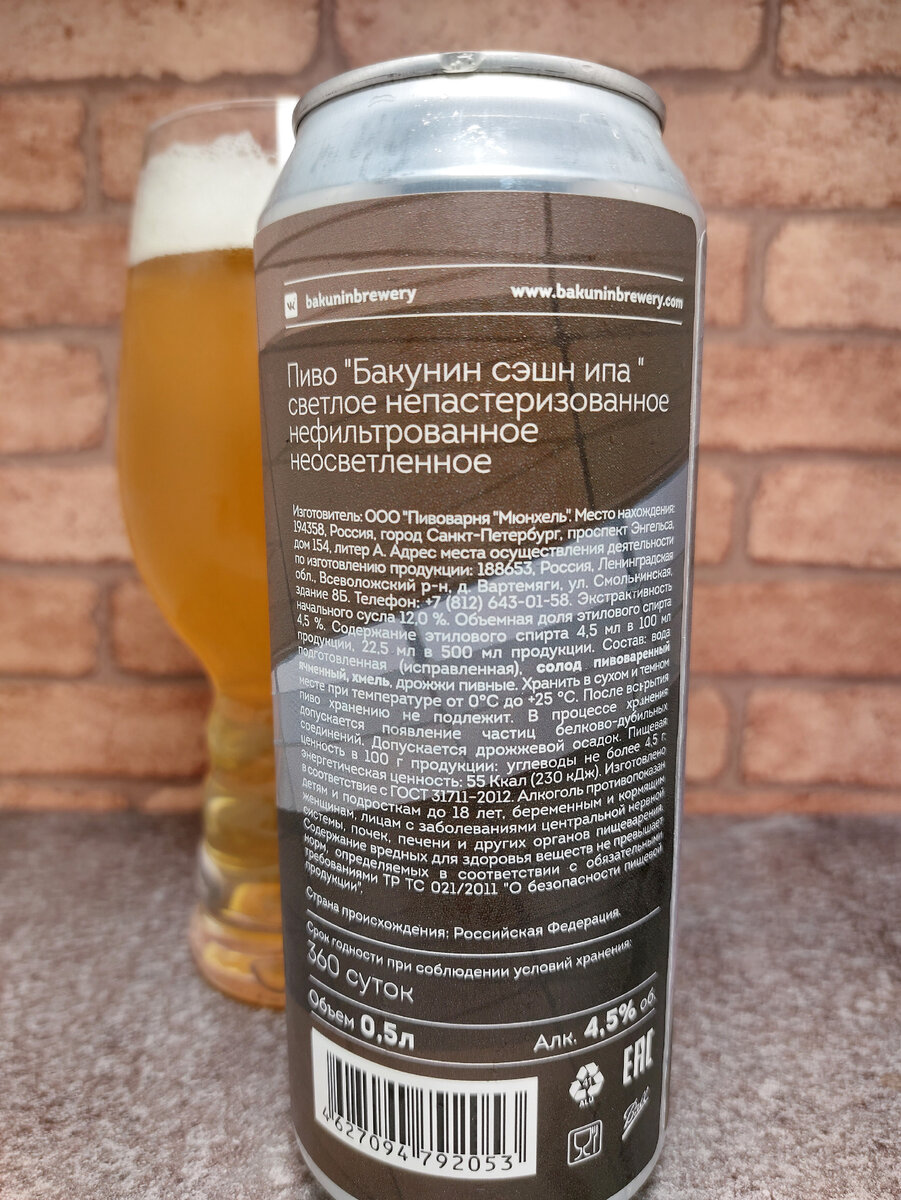 bakuninbrewery www.bakuninbrewery.com
Пиво "Бакунин сэшн ипа "
светлое непастеризованное
нефильтрованное
неосветленное
Изготовитель: ООО "Пивоварня "Мюнхель". Место нахождения:
194358, Россия, город Санкт-Петербург, проспект Энгельса,
дом 154, литер А. Адрес места осуществления деятельности
по изготовлению продукции: 188653, Россия, Ленинградская
обл., Всеволожский р-н, д. Вартемяги, ул. Смольнинская,
здание 8Б. Телефон: +7 (812) 643-01-58. Экстрактивность
начального сусла 12,0 %. Объемная доля этилового спирта
4,5 %. Содержание этилового спирта 4,5 мл в 100 мл
продукции, 22,5 мл в 500 мл продукции. Состав: вода
подготовленная (исправленная), солод пивоваренный
ячменный, хмель, дрожжи пивные. Хранить в сухом и темном
месте при температуре от 0°С до +25 °С. После вскрытия
пиво хранению не подлежит. В процессе хранения
допускается появление частиц белково-дубильных
соединений. Допускается дрожжевой осадок. Пищевая
ценность в 100 г продукции: углеводы не более 4,5 г,
энергетическая ценность: 55 Ккал (230 кДж). Изготовлено
в соответствие с ГОСТ 31711-2012. Алкоголь противопоказан
детям и подросткам до 18 лет, беременным и кормящим
женщинам, лицам с заболеваниями центральной нервной
системы, почек, печени и других органов пищеварения.
Содержание вредных для здоровья веществ не превышает
норм, определяемых в соответствии с обязательными
требованиями ТР ТС 021/2011 "О безопасности пищевой
продукции".
Страна происхождения: Российская Федерация.
Срок годности при соблюдении условий хранения:
360 суток
Объем 0,5л Алк. 4,5% об.
41
ALU
EAC
Ball
4 627094 792053